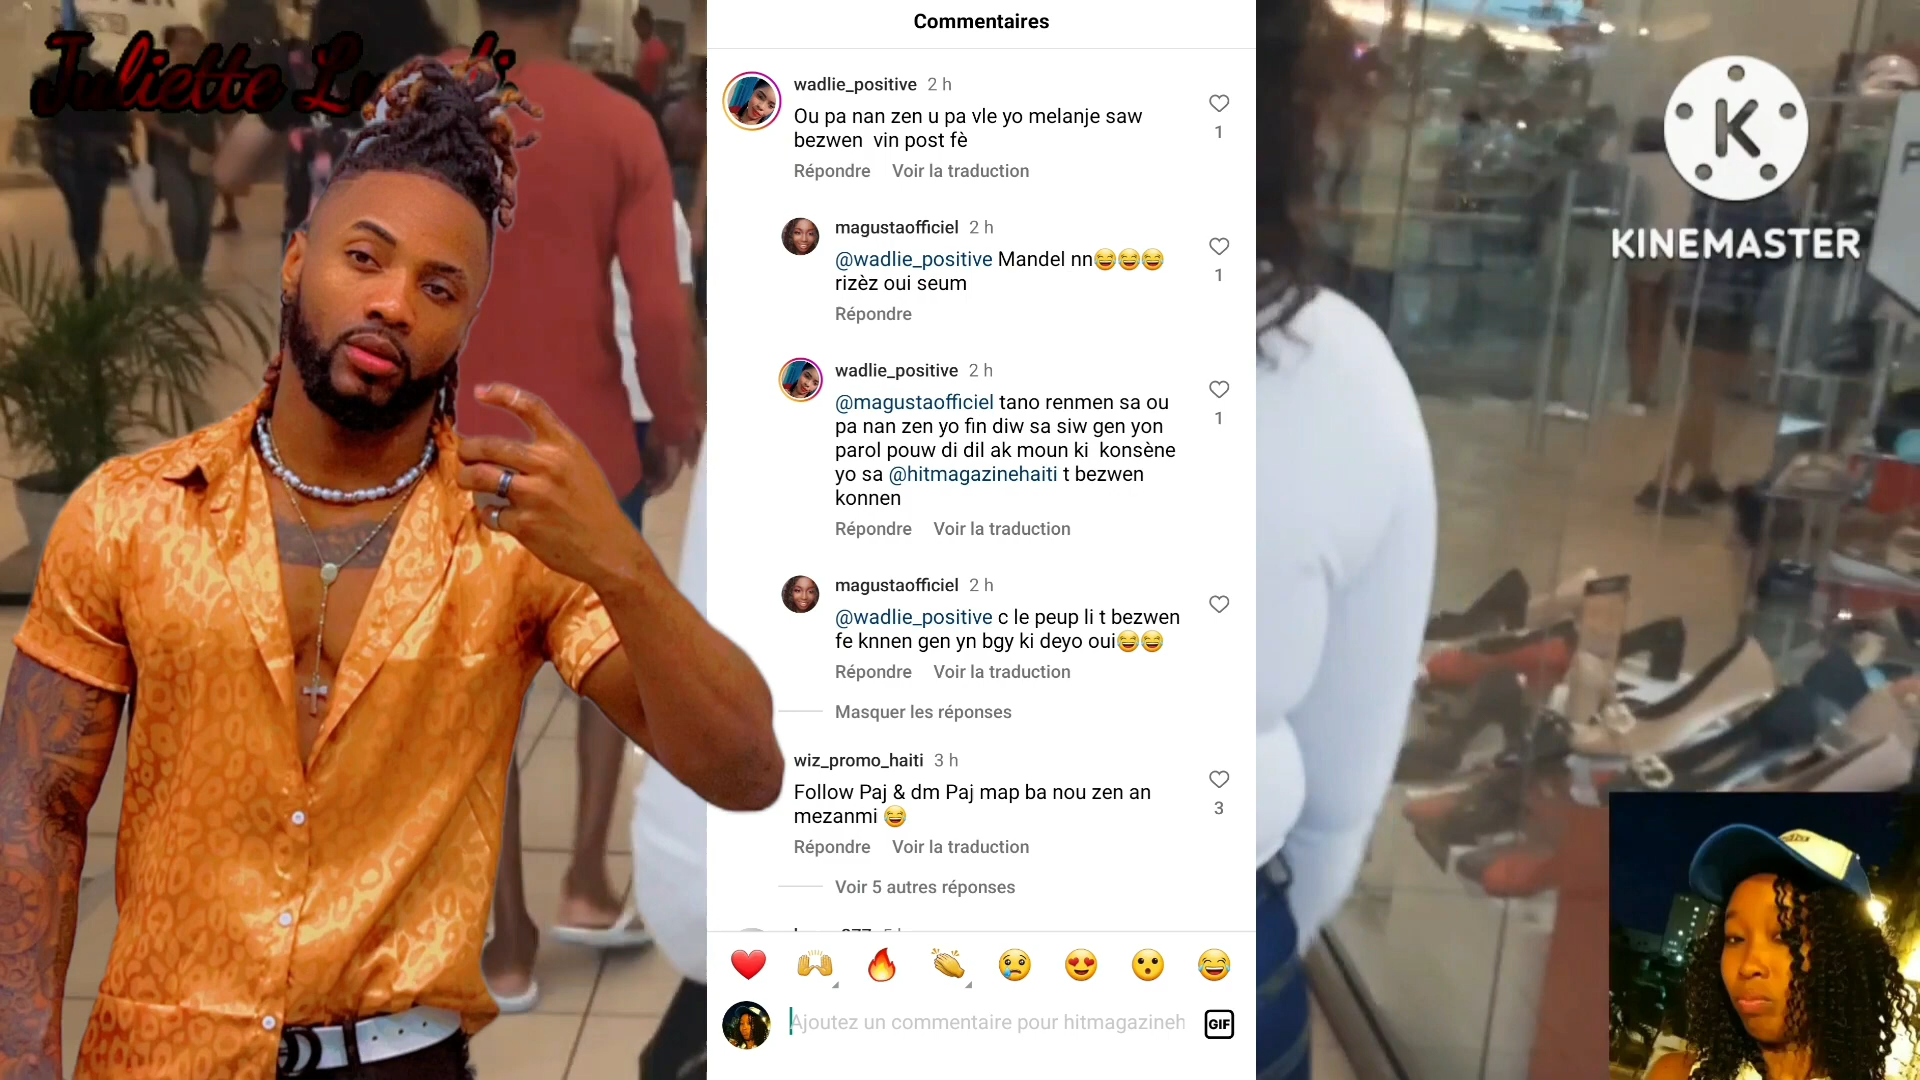 Juliette
Commentaires
wadlie_positive 2 h
Ou pa nan zen u pa vle yo melanje saw
bezwen vin post fè
1
Répondre Voir la traduction
magustaofficiel 2 h
@wadlie_positive Mandel nn😂😂😂
rizèz oui seum
1
Répondre
wadlie_positive 2 h
@magustaofficiel tano renmen sa ou
pa nan zen yo fin diw sa siw gen yon
parol pouw di dil ak moun ki konsène
yo sa @hitmagazinehaiti t bezwen
konnen
1
Répondre Voir la traduction
magustaofficiel 2 h
@wadlie_positive c le peup li t bezwen
fe knnen gen yn bgy ki deyo oui😂😂
Répondre Voir la traduction
Masquer les réponses
wiz_promo_haiti 3 h
Follow Paj & dm Paj map ba nou zen an
mezanmi 😂
3
Répondre Voir la traduction
Voir 5 autres réponses
Ajoutez un commentaire pour hitmagazineh
GIF
K
KINEMASTER